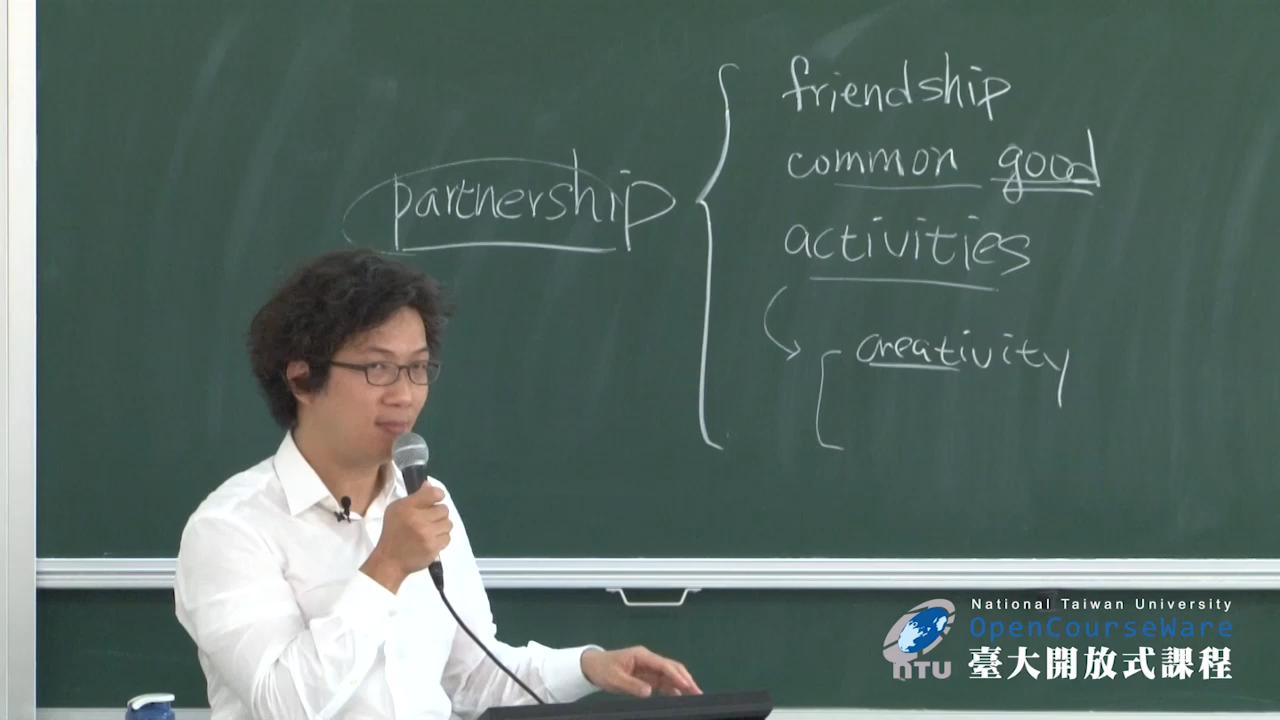 partnership
friendship
common good
activities
creativity
National Taiwan University
OpenCourseWare
NTU
臺大開放式課程